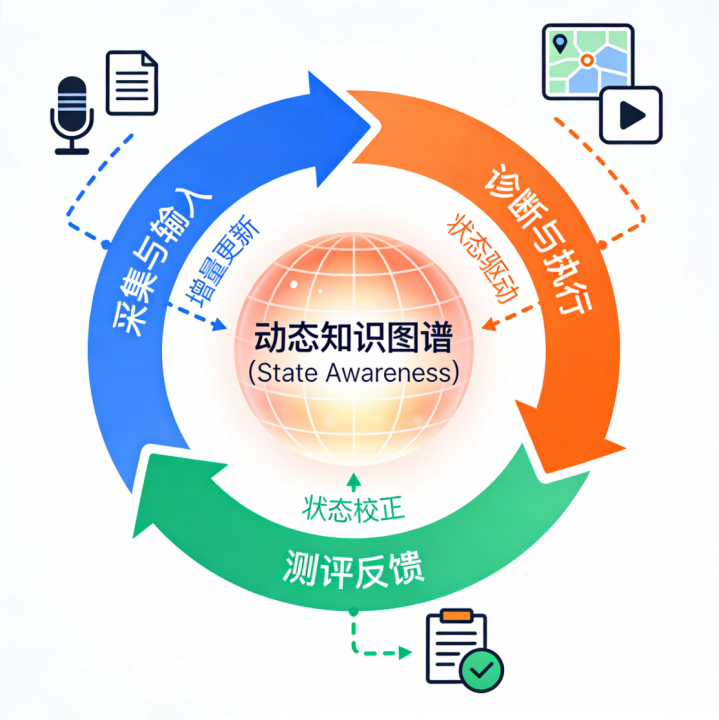 采集与输入
增量更新
诊断与执行
状态驱动
动态知识图谱
(State Awareness)
状态校正
测评反馈